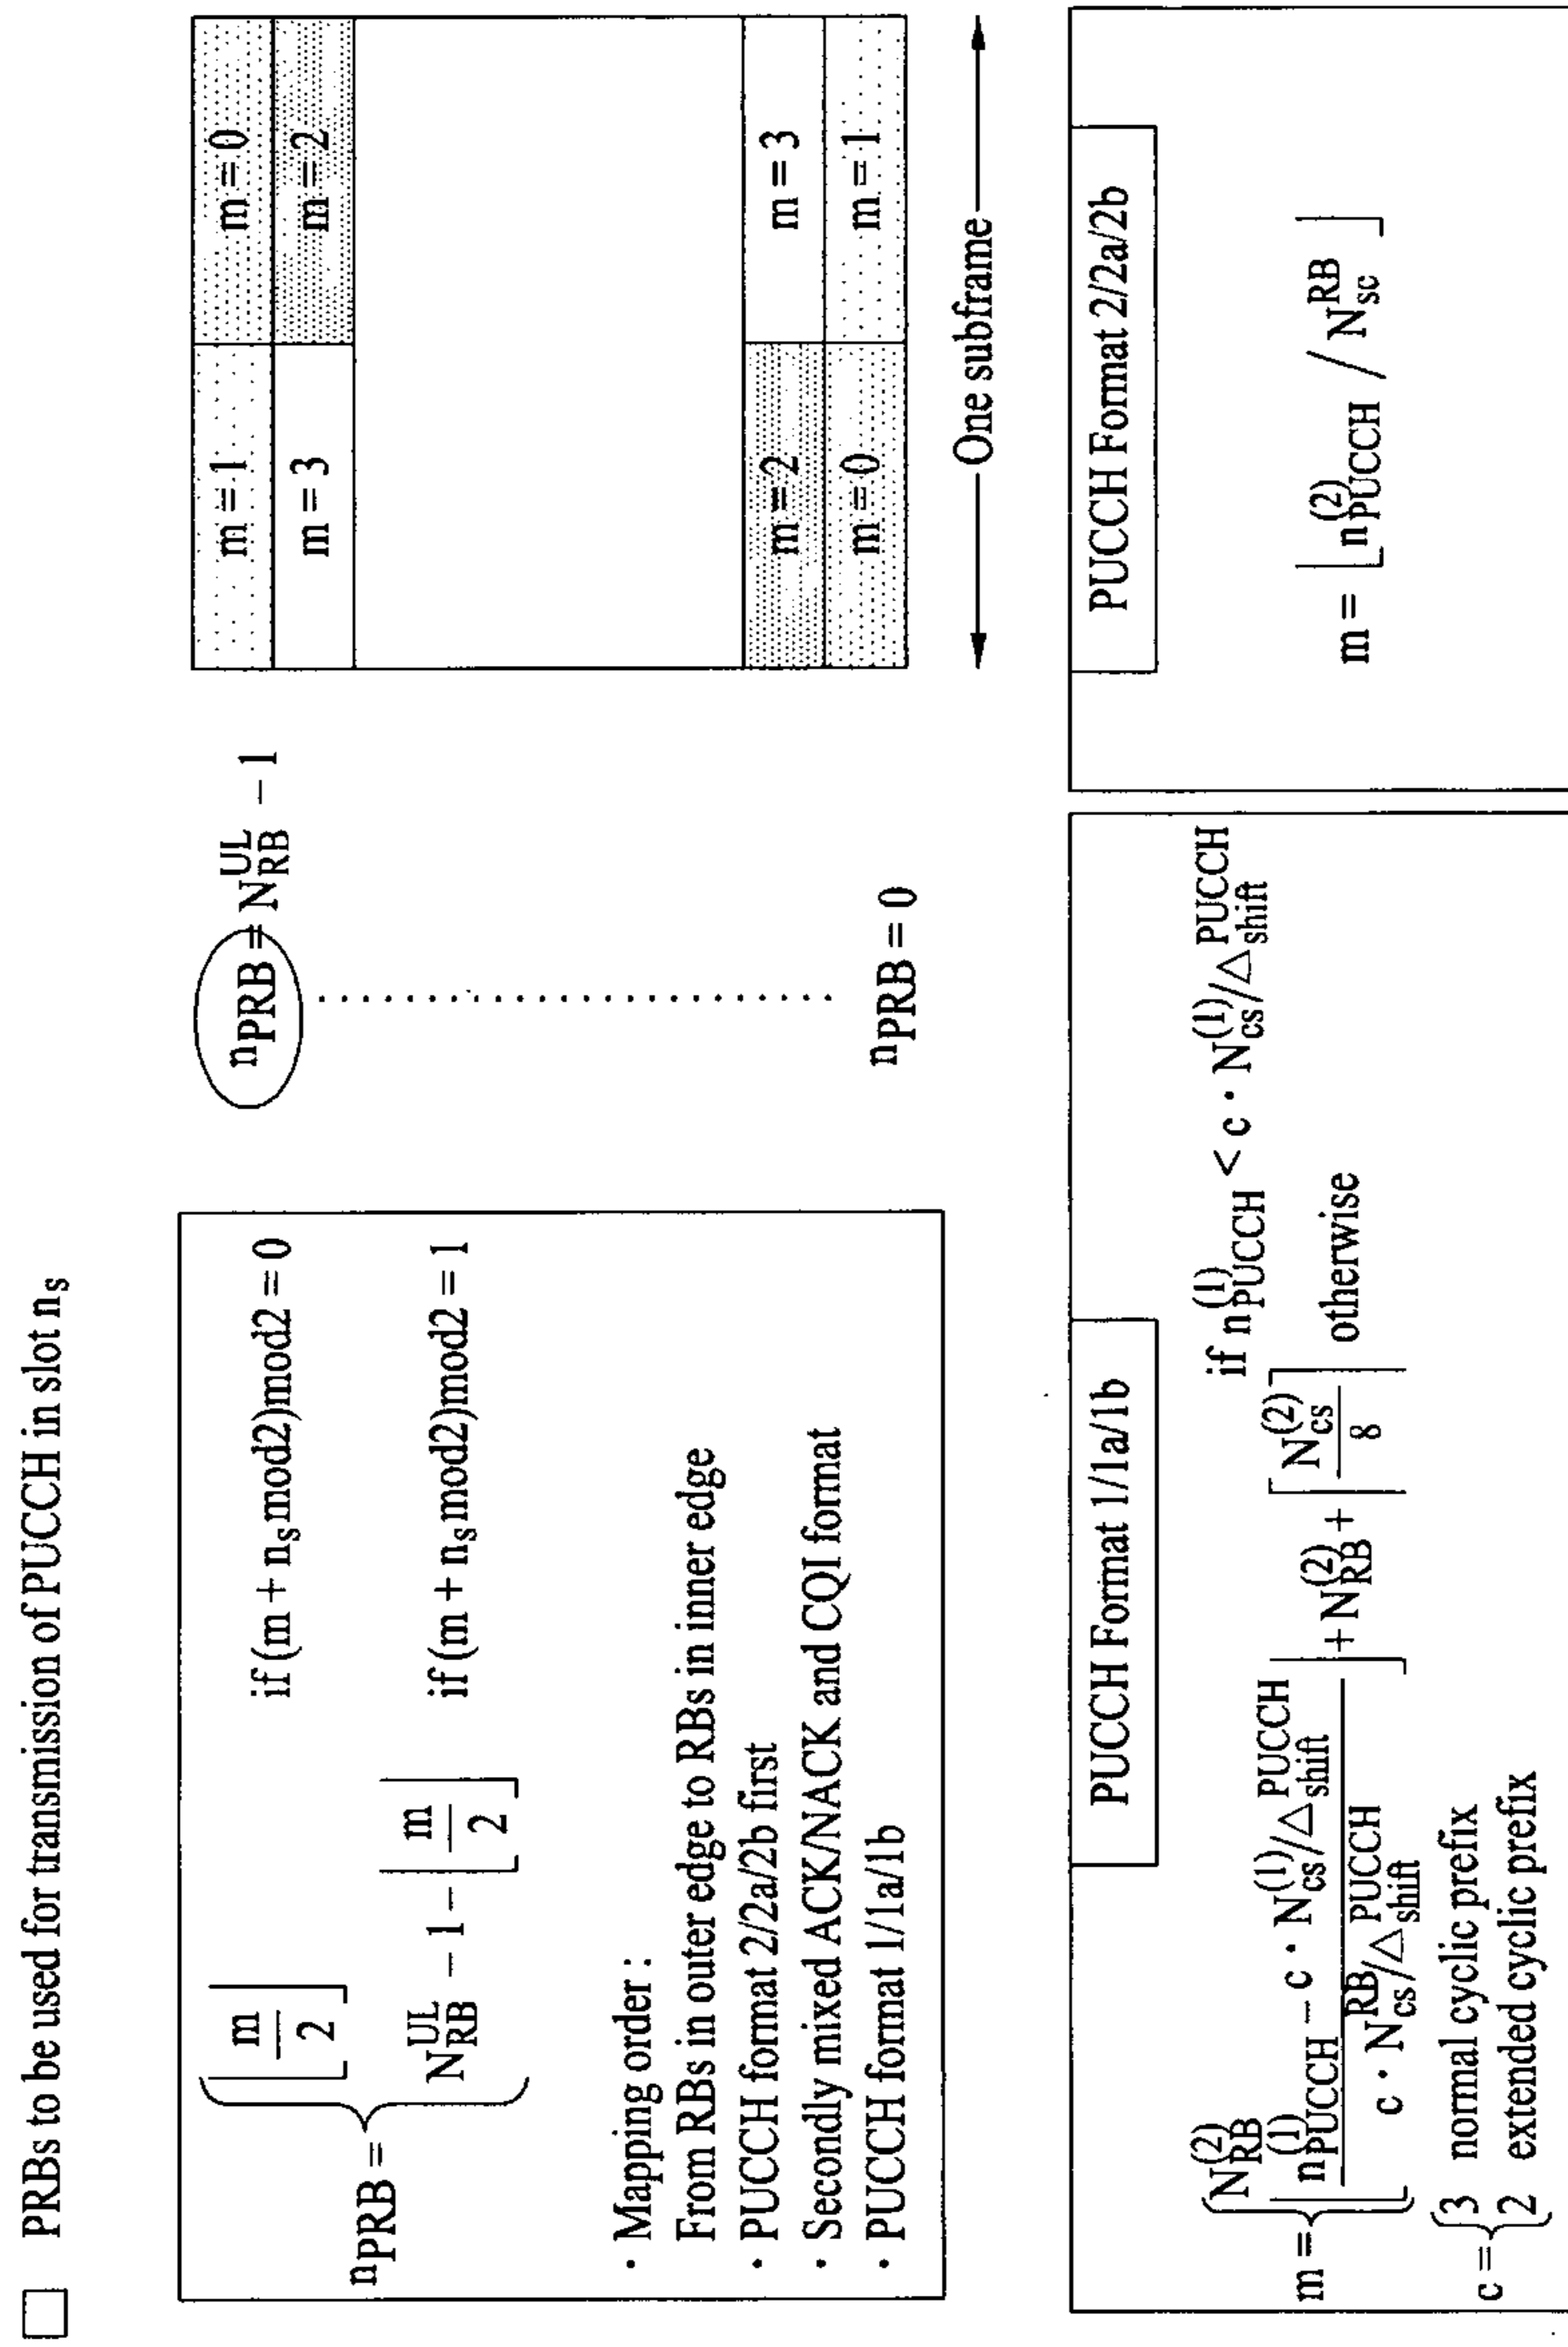 PRBs to be used for transmission of PUCCH in slot n_s
n_PRB = { ⌊m/2⌋ if (m + n_s mod2)mod2 = 0
N_RB^UL − 1 − ⌊m/2⌋ if (m + n_s mod2)mod2 = 1
· Mapping order :
From RBs in outer edge to RBs in inner edge
· PUCCH format 2/2a/2b first
· Secondly mixed ACK/NACK and CQI format
· PUCCH format 1/1a/1b
n_PRB = N_RB^UL − 1
n_PRB = 0
m = 1 m = 0
m = 3 m = 2
m = 2 m = 3
m = 0 m = 1
One subframe
PUCCH Format 1/1a/1b
m = { N_RB^(2) if n_PUCCH^(1) < c · N_cs^(1)/△_shift^PUCCH
⌊(n_PUCCH^(1) − c · N_cs^(1)/△_shift^PUCCH)/(c · N_cs^RB/△_shift^PUCCH)⌋ + N_RB^(2) + ⌈N_cs^(2)/8⌉ otherwise
c = { 3 normal cyclic prefix
2 extended cyclic prefix
PUCCH Format 2/2a/2b
m = ⌊n_PUCCH^(2) / N_sc^RB⌋